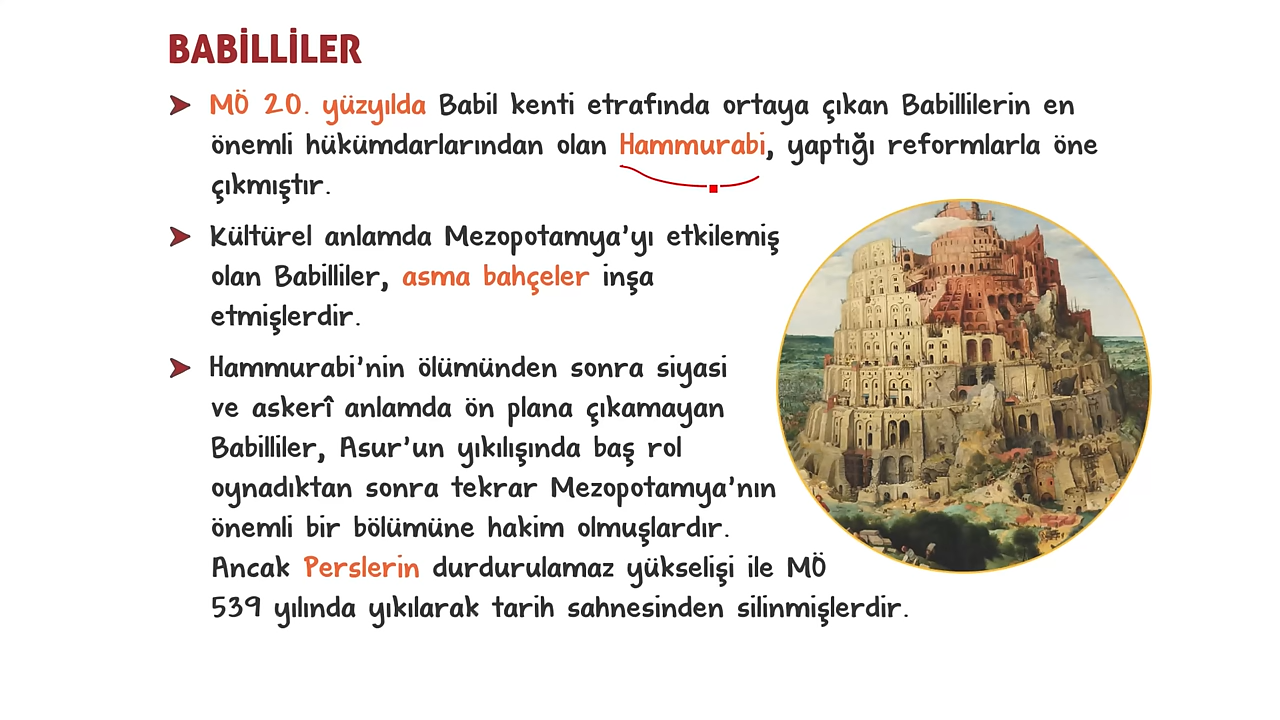 BABİLLİLER
➤ MÖ 20. yüzyılda Babil kenti etrafında ortaya çıkan Babillilerin en
önemli hükümdarlarından olan Hammurabi, yaptığı reformlarla öne
çıkmıştır.
➤ Kültürel anlamda Mezopotamya'yı etkilemiş
olan Babilliler, asma bahçeler inşa
etmişlerdir.
➤ Hammurabi'nin ölümünden sonra siyasi
ve askerî anlamda ön plana çıkamayan
Babilliler, Asur'un yıkılışında baş rol
oynadıktan sonra tekrar Mezopotamya'nın
önemli bir bölümüne hakim olmuşlardır.
Ancak Perslerin durdurulamaz yükselişi ile MÖ
539 yılında yıkılarak tarih sahnesinden silinmişlerdir.